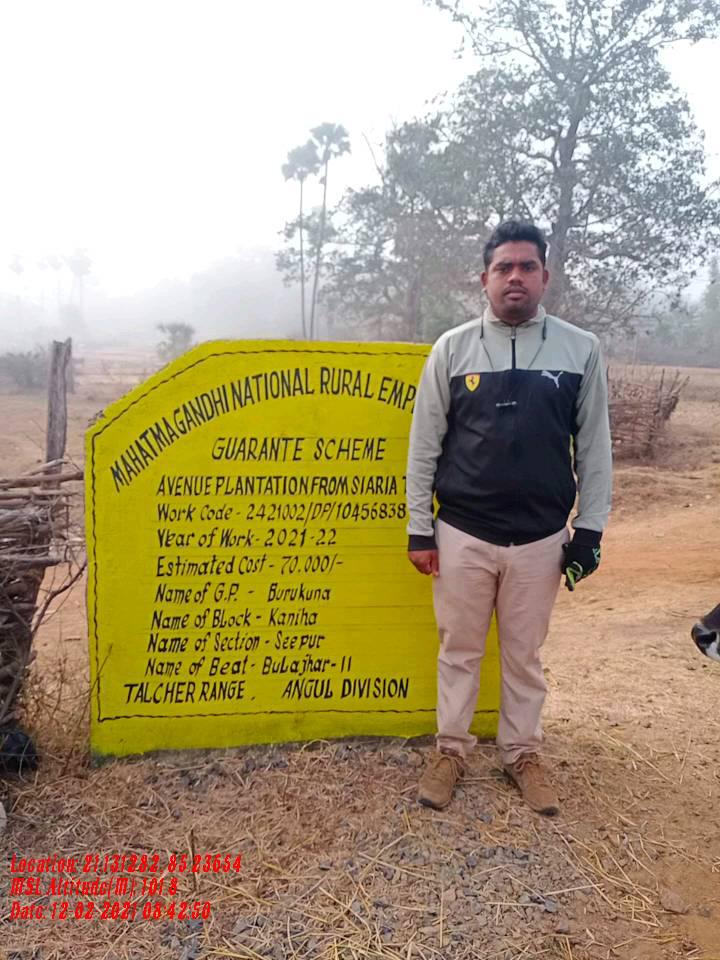 MAHATMA GANDHI NATIONAL RURAL EMP
GUARANTE SCHEME
AVENUE PLANTATION FROM SIARIA T
Work Code - 2421002/DP/10456838
Year of Work - 2021-22
Estimated Cost - 70.000/-
Name of G.P. - Burukuna
Name of Block - Kaniha
Name of Section - Seepur
Name of Beat - Bulajhar-11
TALCHER RANGE. ANGUL DIVISION
Location: 21.131282, 85.23654
MSL Altitude(M): 101.8
Date: 12-02-2021 08:42:50